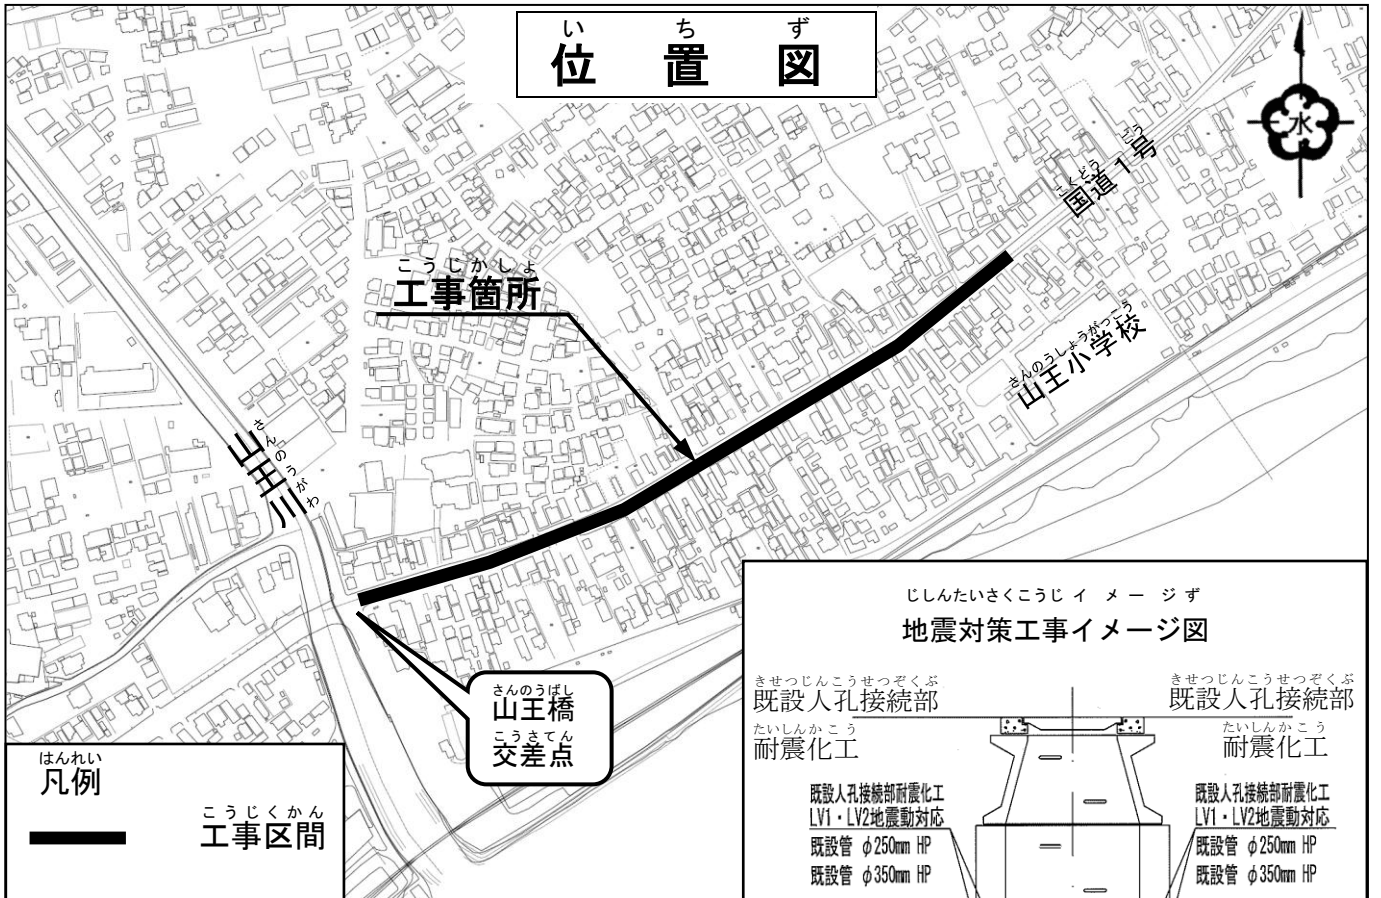 いちず
位置図
水
こくどう ごう
国道1号
こうじかしょ
工事箇所
さんのうしょうがっこう
山王小学校
さんのうがわ
山王川
さんのうばし
山王橋
こうさてん
交差点
はんれい
凡例
こうじくかん
工事区間
じしんたいさくこうじイメージず
地震対策工事イメージ図
きせつじんこうせつぞくぶ
既設人孔接続部
たいしんかこう
耐震化工
既設人孔接続部耐震化工
LV1・LV2地震動対応
既設管 φ250mm HP
既設管 φ350mm HP
きせつじんこうせつぞくぶ
既設人孔接続部
たいしんかこう
耐震化工
既設人孔接続部耐震化工
LV1・LV2地震動対応
既設管 φ250mm HP
既設管 φ350mm HP